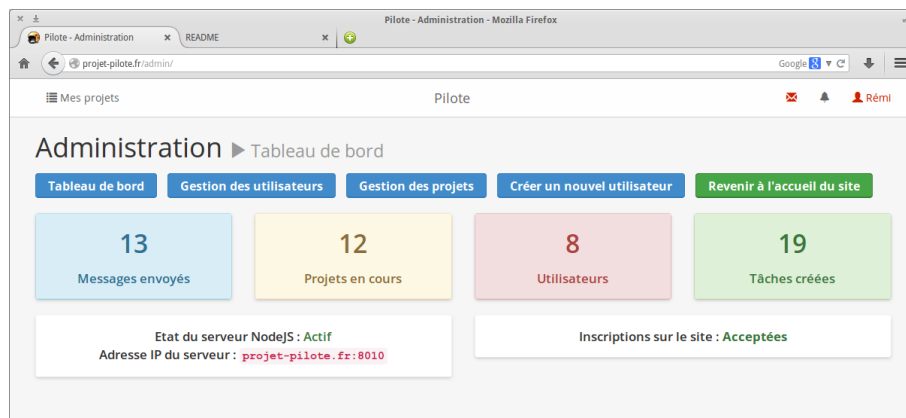 Pilote - Administration - Mozilla Firefox
Pilote - Administration
README
projet-pilote.fr/admin/
Google
Mes projets
Pilote
Rémi
Administration ▶ Tableau de bord
Tableau de bord
Gestion des utilisateurs
Gestion des projets
Créer un nouvel utilisateur
Revenir à l'accueil du site
13
Messages envoyés
12
Projets en cours
8
Utilisateurs
19
Tâches créées
Etat du serveur NodeJS : Actif
Adresse IP du serveur : projet-pilote.fr:8010
Inscriptions sur le site : Acceptées